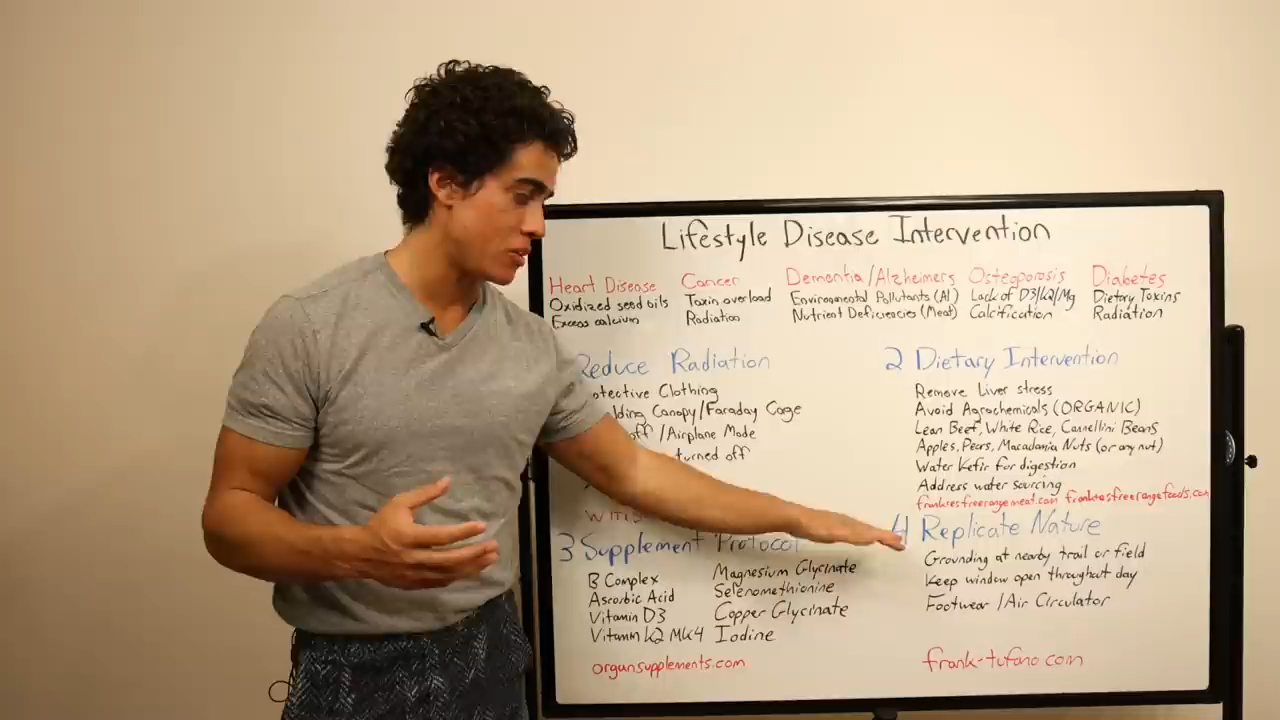 Lifestyle Disease Intervention
Heart Disease
Oxidized seed oils
Excess calcium
Cancer
Toxin overload
Radiation
Dementia/Alzheimers
Environmental Pollutants (Al)
Nutrient Deficiencies (Meat)
Osteoporosis
Lack of D3/K2/Mg
Calcification
Diabetes
Dietary Toxins
Radiation
Reduce Radiation
otective Clothing
lding Canopy/Faraday Cage
off/Airplane Mode
turned off
2 Dietary Intervention
Remove Liver stress
Avoid Agrochemicals (ORGANIC)
Lean Beef, White Rice, Cannellini Beans
Apples, Pears, Macadamia Nuts (or any nut)
Water Kefir for digestion
Address water sourcing
frankiesfreerangemeat.com frankiesfreerangefoods.com
3 Supplement Protocol
B Complex
Ascorbic Acid
Vitamin D3
Vitamin K2 MK4
Magnesium Glycinate
Selenomethionine
Copper Glycinate
Iodine
organsupplements.com
4 Replicate Nature
Grounding at nearby trail or field
Keep window open throughout day
Footwear/Air Circulator
frank-tufano.com